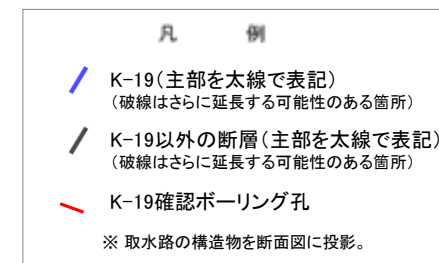 凡 例
K-19(主部を太線で表記)
(破線はさらに延長する可能性のある箇所)
K-19以外の断層(主部を太線で表記)
(破線はさらに延長する可能性のある箇所)
K-19確認ボーリング孔
※ 取水路の構造物を断面図に投影。